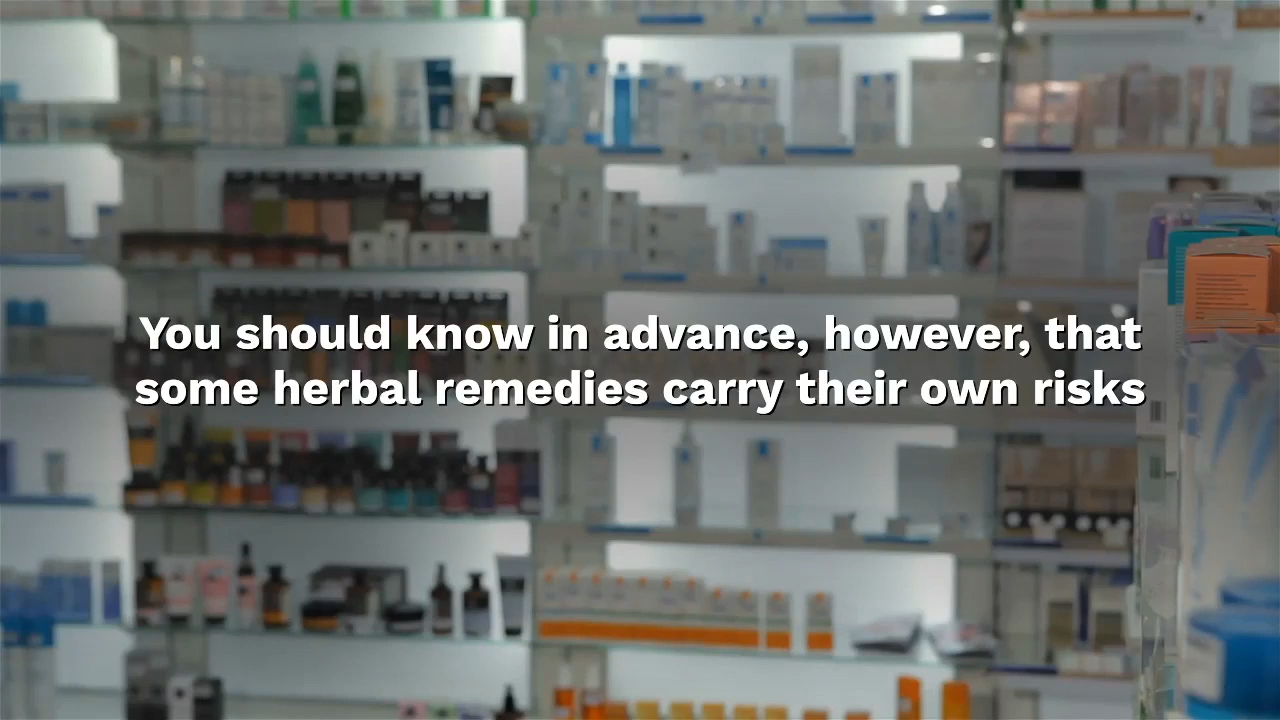 You should know in advance, however, that
some herbal remedies carry their own risks